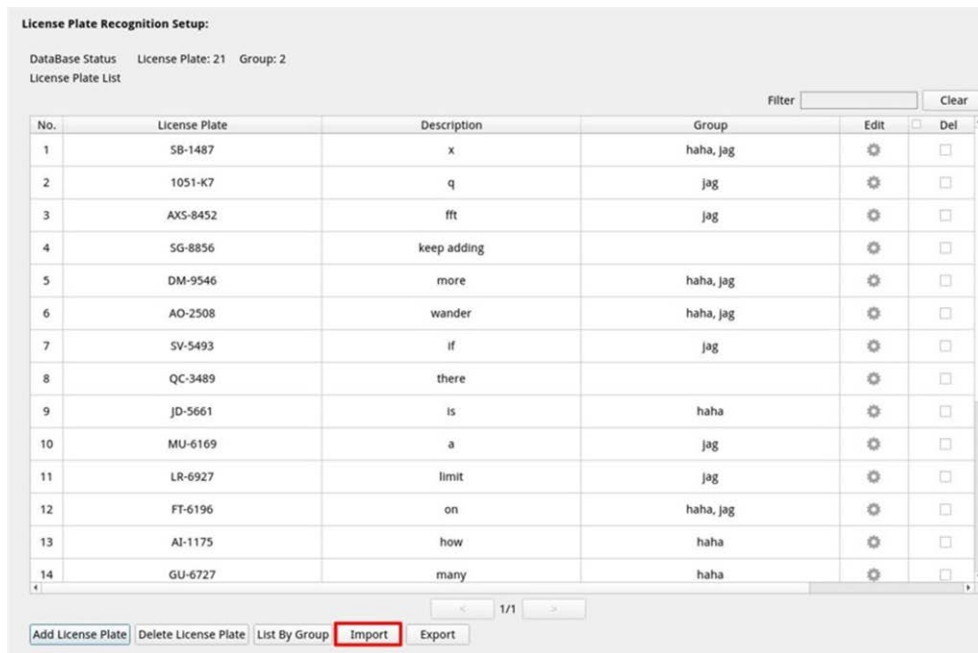 License Plate Recognition Setup:
DataBase Status License Plate: 21 Group: 2
License Plate List
Filter Clear
No. License Plate Description Group Edit Del
1 SB-1487 x haha, jag
2 1051-K7 q jag
3 AXS-8452 fft jag
4 SG-8856 keep adding
5 DM-9546 more haha, jag
6 AO-2508 wander haha, jag
7 SV-5493 if jag
8 QC-3489 there
9 JD-5661 is haha
10 MU-6169 a jag
11 LR-6927 limit jag
12 FT-6196 on haha, jag
13 AI-1175 how haha
14 GU-6727 many haha
< 1/1 >
Add License Plate Delete License Plate List By Group Import Export